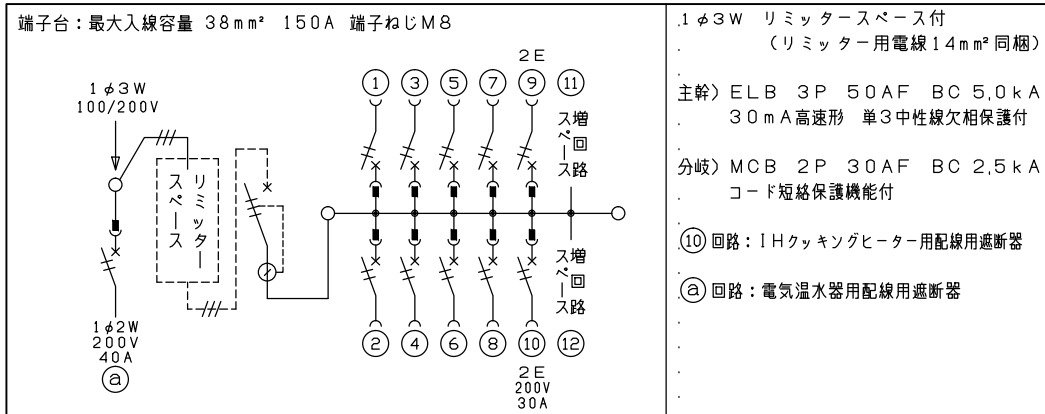 端子台：最大入線容量 38mm² 150A 端子ねじM8
1φ3W
100/200V
リミッター
スペース
1φ2W
200V
40A
ⓐ
2E
① ③ ⑤ ⑦ ⑨ ⑪
増回路
スペース
増回路
スペース
② ④ ⑥ ⑧ ⑩ ⑫
2E
200V
30A
1φ3W リミッタースペース付
（リミッター用電線14mm²同梱）
主幹）ELB 3P 50AF BC 5,0kA
30mA高速形 単3中性線欠相保護付
分岐）MCB 2P 30AF BC 2,5kA
コード短絡保護機能付
⑩回路：IHクッキングヒーター用配線用遮断器
ⓐ回路：電気温水器用配線用遮断器